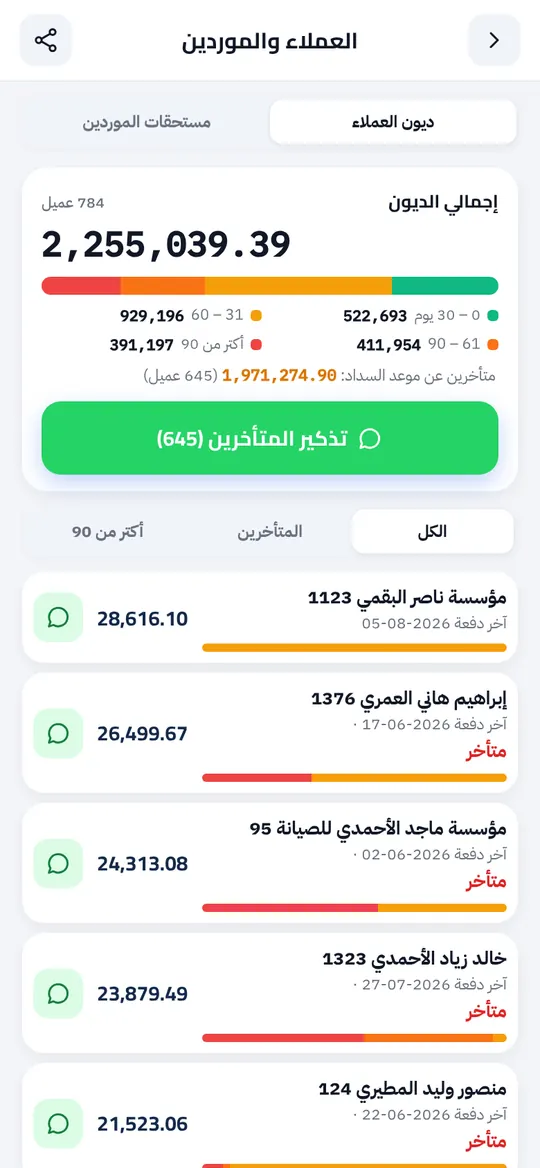 العملاء والموردين
ديون العملاء
مستحقات الموردين
إجمالي الديون
784 عميل
2,255,039.39
0 – 30 يوم 522,693
31 – 60 929,196
61 – 90 411,954
أكثر من 90 391,197
متأخرين عن موعد السداد: 1,971,274.90 (645 عميل)
تذكير المتأخرين (645)
الكل
المتأخرين
أكثر من 90
مؤسسة ناصر البقمي 1123
آخر دفعة 2026-08-05
28,616.10
إبراهيم هاني العمري 1376
آخر دفعة 2026-06-17 ·
متأخر
26,499.67
مؤسسة ماجد الأحمدي للصيانة 95
آخر دفعة 2026-06-02 ·
متأخر
24,313.08
خالد زياد الأحمدي 1323
آخر دفعة 2026-07-27 ·
متأخر
23,879.49
منصور وليد المطيري 124
آخر دفعة 2026-06-22 ·
متأخر
21,523.06